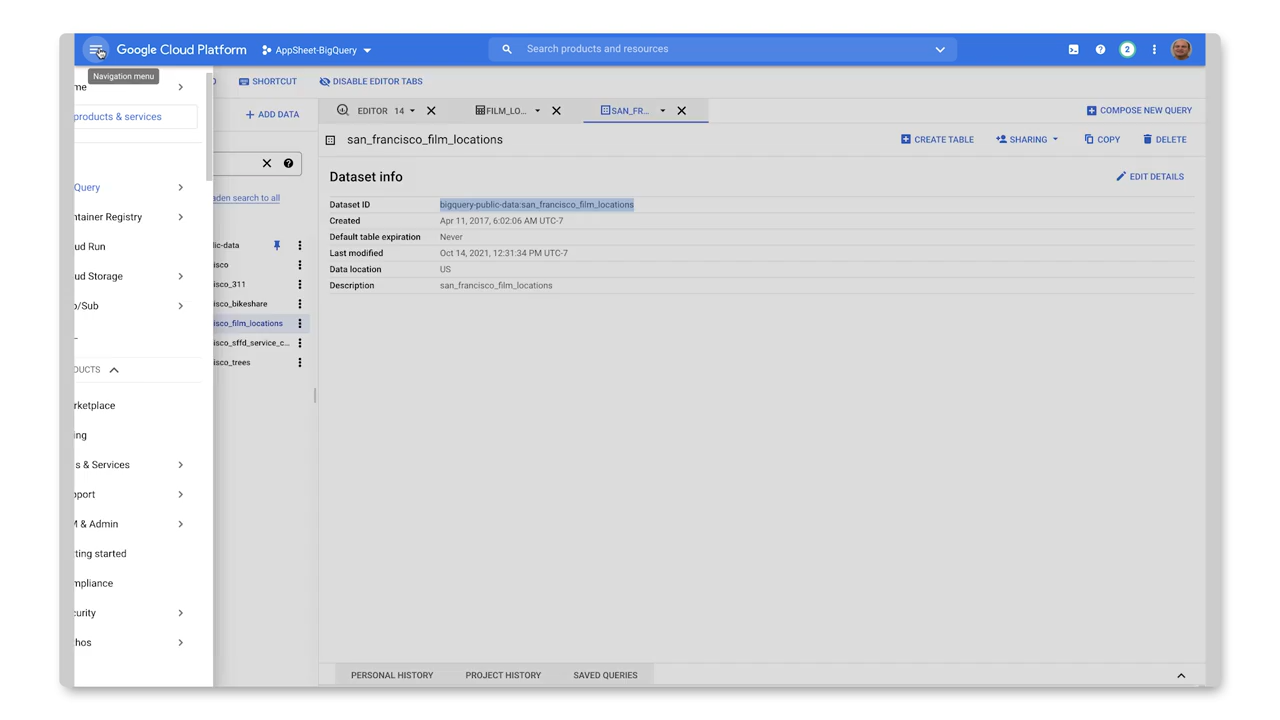 Google Cloud Platform AppSheet-BigQuery Search products and resources 2
Navigation menu
me
O SHORTCUT DISABLE EDITOR TABS
products & services
+ ADD DATA
EDITOR 14 FILM_LO... SAN_FR... COMPOSE NEW QUERY
san_francisco_film_locations CREATE TABLE SHARING COPY DELETE
aden search to all
Dataset info EDIT DETAILS
Query
Dataset ID bigquery-public-data:san_francisco_film_locations
ntainer Registry
Created Apr 11, 2017, 6:02:06 AM UTC-7
Default table expiration Never
ud Run
lic-data
Last modified Oct 14, 2021, 12:31:34 PM UTC-7
isco
Data location US
ud Storage
isco_311
Description san_francisco_film_locations
o/Sub
isco_bikeshare
isco_film_locations
isco_sffd_service_c...
isco_trees
DUCTS
rketplace
ing
s & Services
pport
M & Admin
tting started
mpliance
curity
hos
PERSONAL HISTORY PROJECT HISTORY SAVED QUERIES